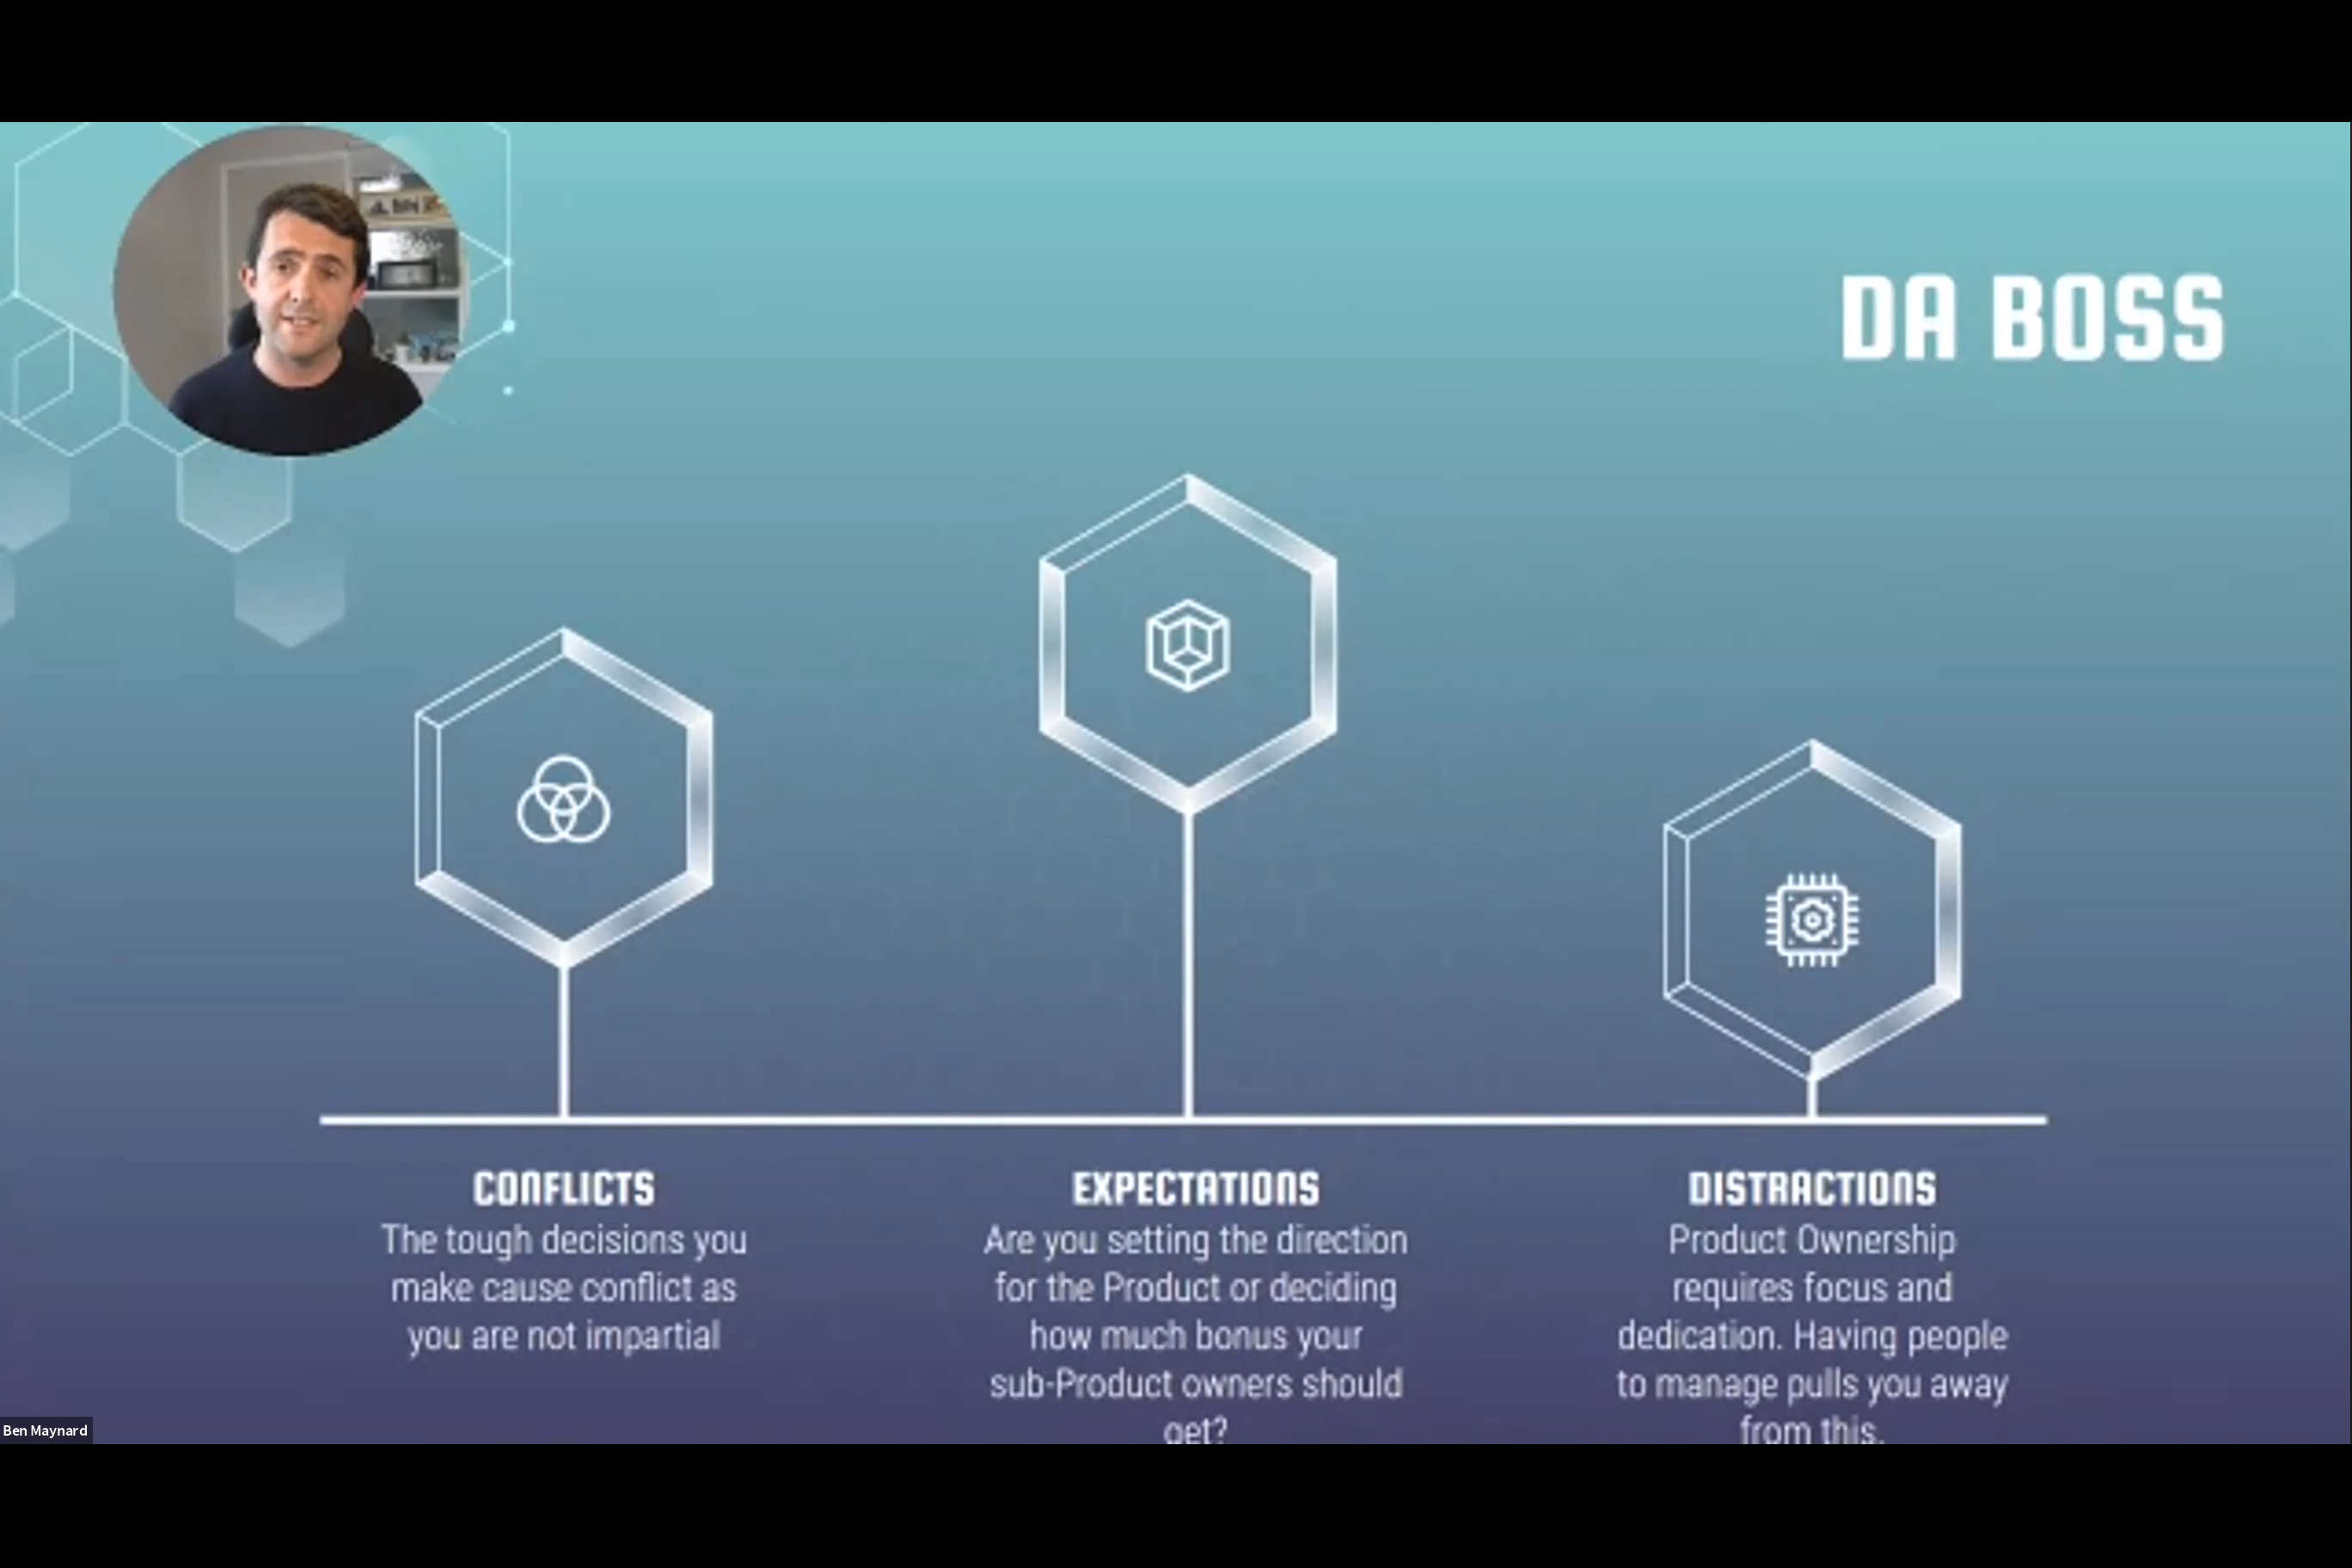 DA BOSS
CONFLICTS
The tough decisions you
make cause conflict as
you are not impartial
EXPECTATIONS
Are you setting the direction
for the Product or deciding
how much bonus your
sub-Product owners should
get?
DISTRACTIONS
Product Ownership
requires focus and
dedication. Having people
to manage pulls you away
from this.
Ben Maynard